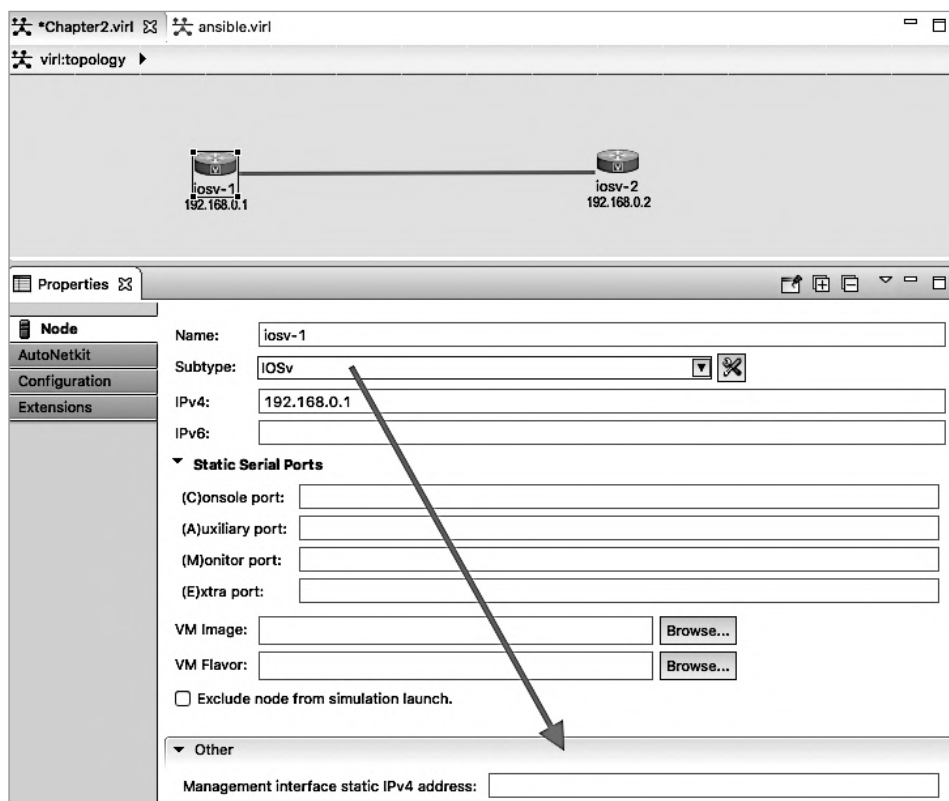 *Chapter2.virl ansible.virl
virl:topology
iosv-1
192.168.0.1
iosv-2
192.168.0.2
Properties
Node
AutoNetkit
Configuration
Extensions
Name: iosv-1
Subtype: IOSv
IPv4: 192.168.0.1
IPv6:
Static Serial Ports
(C)onsole port:
(A)uxiliary port:
(M)onitor port:
(E)xtra port:
VM Image: Browse...
VM Flavor: Browse...
Exclude node from simulation launch.
Other
Management interface static IPv4 address: